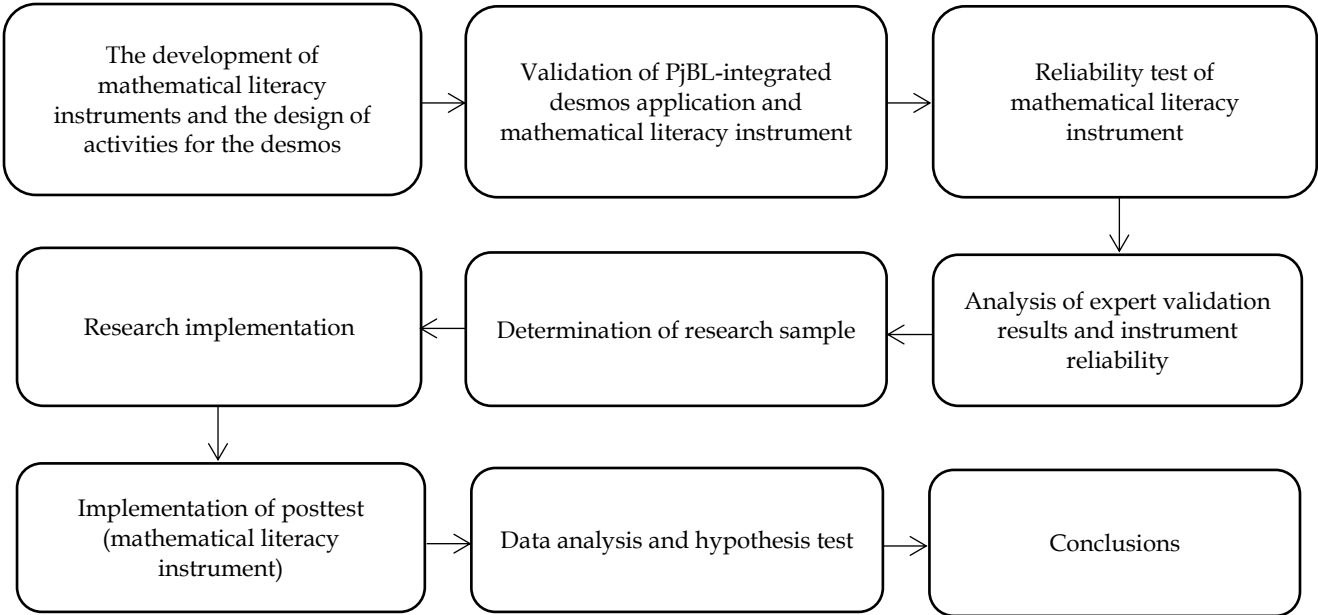 The development of
mathematical literacy
instruments and the design of
activities for the desmos
Validation of PjBL-integrated
desmos application and
mathematical literacy instrument
Reliability test of
mathematical literacy
instrument
Analysis of expert validation
results and instrument
reliability
Determination of research sample
Research implementation
Implementation of posttest
(mathematical literacy
instrument)
Data analysis and hypothesis test
Conclusions